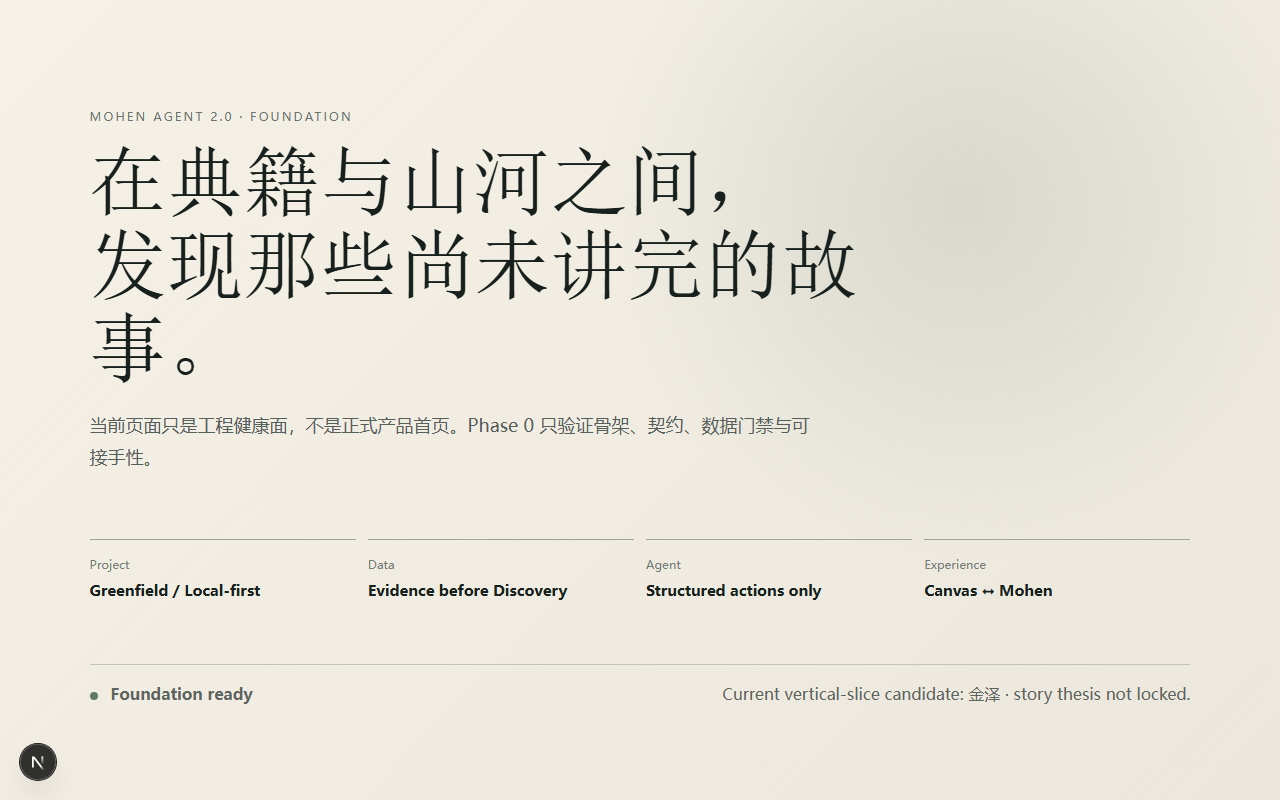 MOHEN AGENT 2.0 · FOUNDATION
在典籍与山河之间，
发现那些尚未讲完的故
事。
当前页面只是工程健康面，不是正式产品首页。Phase 0 只验证骨架、契约、数据门禁与可
接手性。
Project
Greenfield / Local-first
Data
Evidence before Discovery
Agent
Structured actions only
Experience
Canvas ↔ Mohen
Foundation ready
Current vertical-slice candidate: 金泽 · story thesis not locked.
N